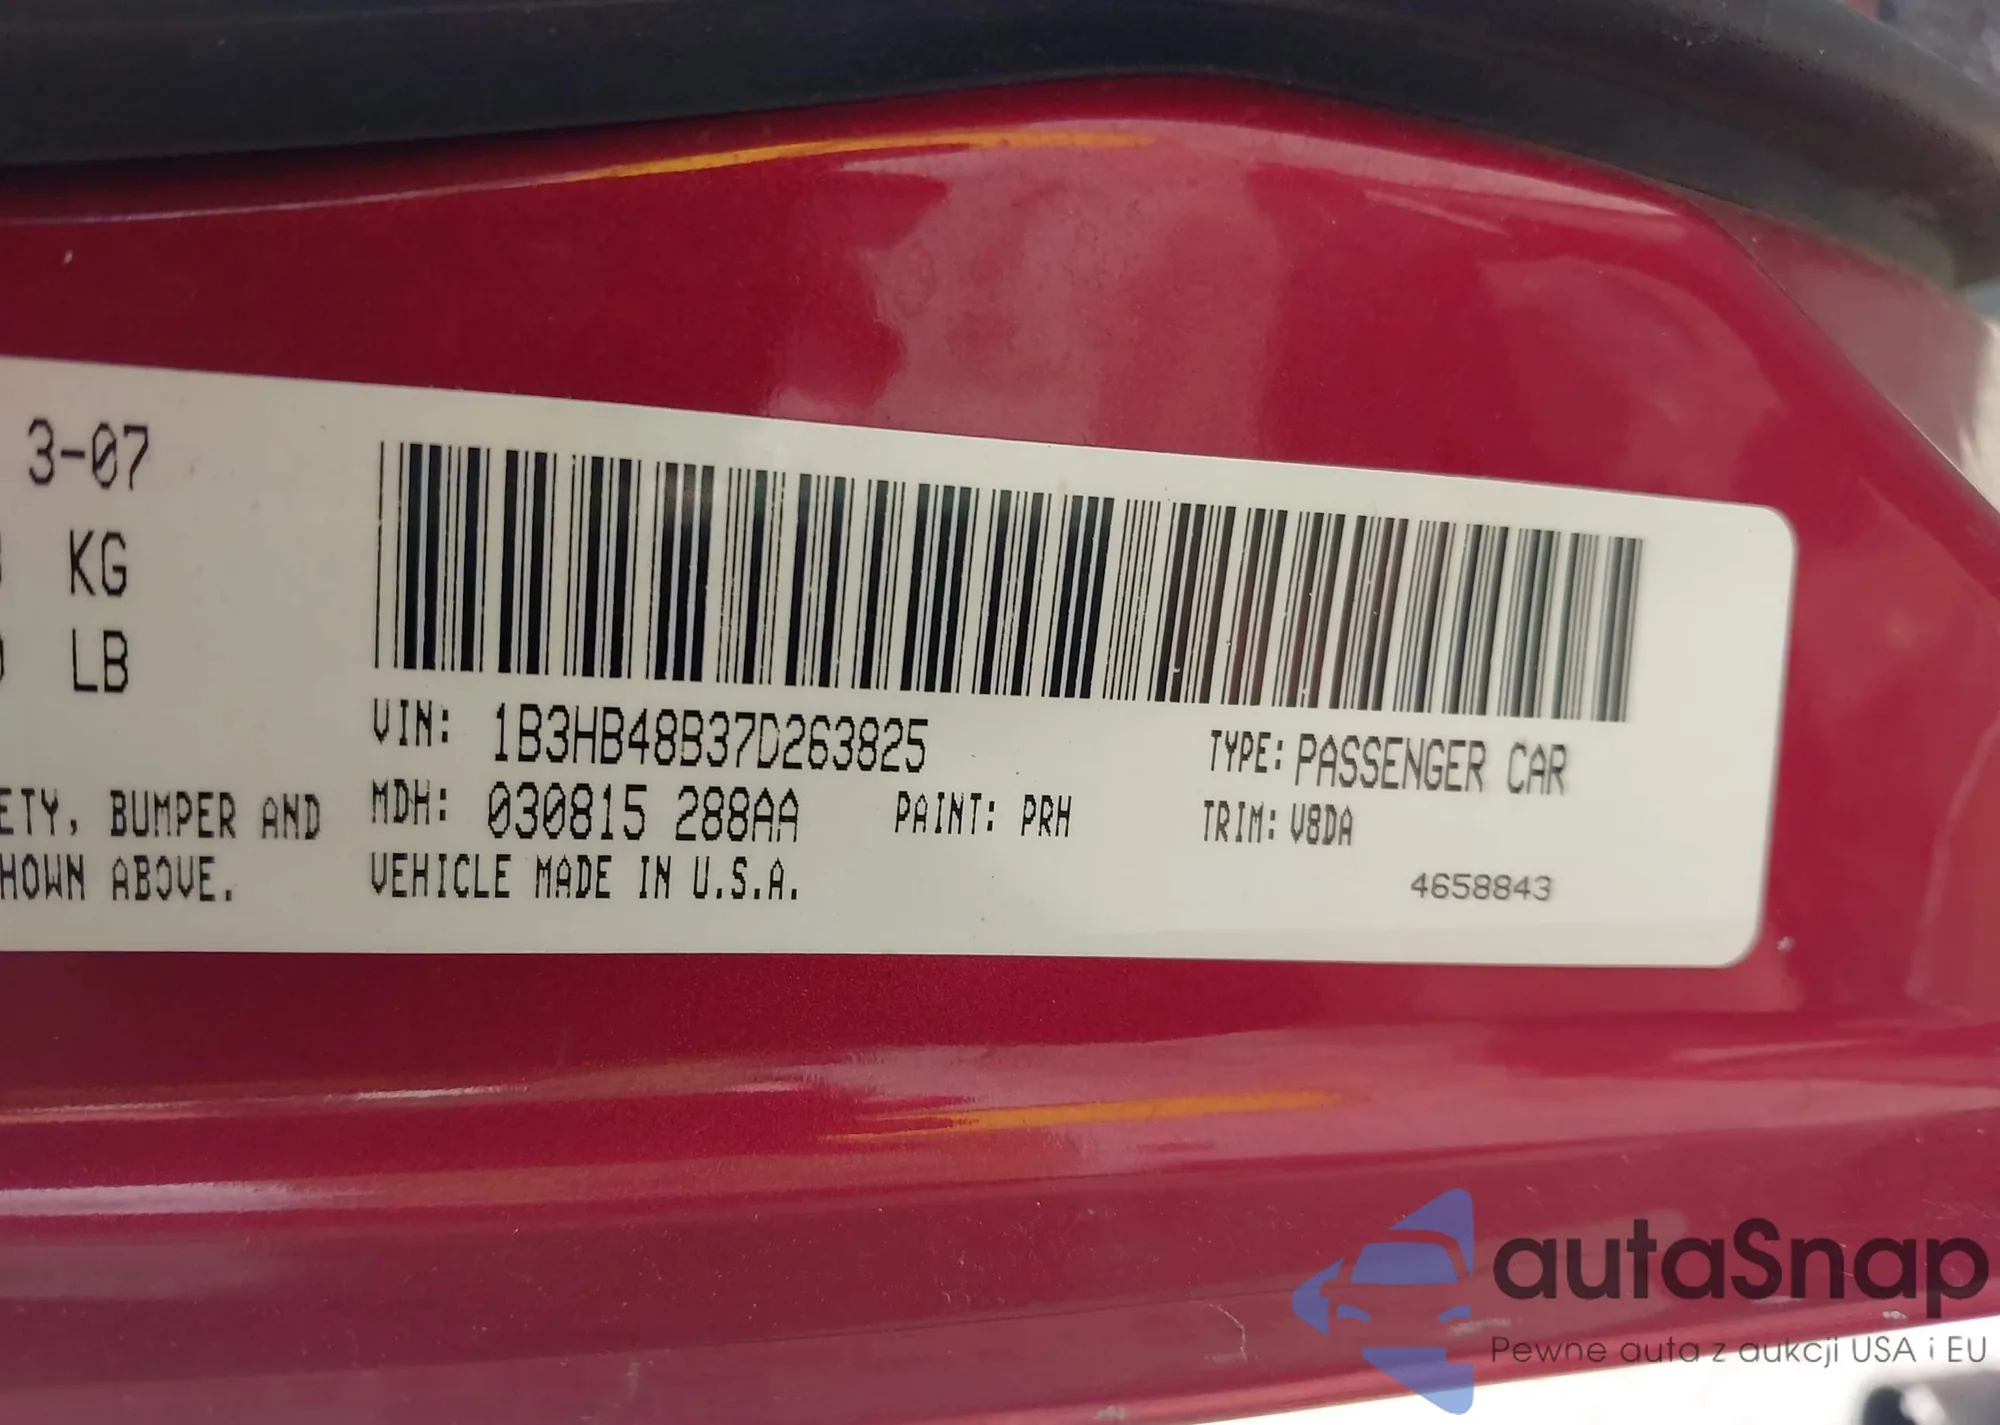 3-07
KG
LB
VIN: 1B3HB48B37D263825
TYPE: PASSENGER CAR
ETY, BUMPER AND
MDH: 030815 288AA
PAINT: PRH
TRIM: V8DA
HOWN ABOVE.
VEHICLE MADE IN U.S.A.
4658843
autaSnap
Pewne auta z aukcji USA i EU